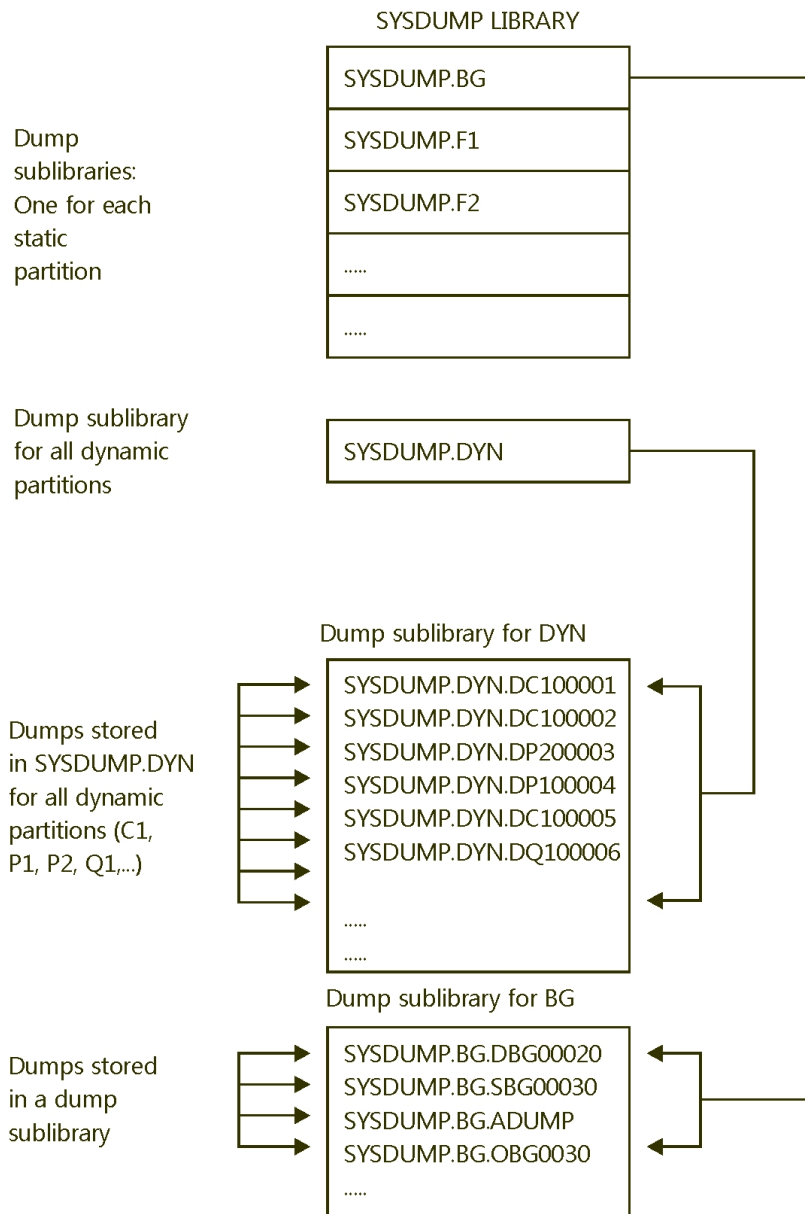 SYSDUMP LIBRARY
SYSDUMP.BG
SYSDUMP.F1
SYSDUMP.F2
.....
.....
Dump
sublibraries:
One for each
static
partition
Dump sublibrary
for all dynamic
partitions
SYSDUMP.DYN
Dump sublibrary for DYN
SYSDUMP.DYN.DC100001
SYSDUMP.DYN.DC100002
SYSDUMP.DYN.DP200003
SYSDUMP.DYN.DP100004
SYSDUMP.DYN.DC100005
SYSDUMP.DYN.DQ100006
.....
.....
Dumps stored
in SYSDUMP.DYN
for all dynamic
partitions (C1,
P1, P2, Q1,...)
Dump sublibrary for BG
SYSDUMP.BG.DBG00020
SYSDUMP.BG.SBG00030
SYSDUMP.BG.ADUMP
SYSDUMP.BG.OBG0030
.....
Dumps stored
in a dump
sublibrary